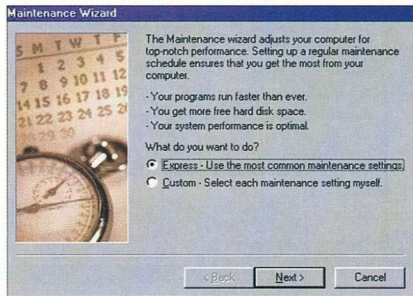 Maintenance Wizard
The Maintenance wizard adjusts your computer for
top-notch performance. Setting up a regular maintenance
schedule ensures that you get the most from your
computer.
- Your programs run faster than ever.
- You get more free hard disk space.
- Your system performance is optimal.
What do you want to do?
Express - Use the most common maintenance settings.
Custom - Select each maintenance setting myself.
< Back
Next >
Cancel
S M T W T F
1 2 3 4 5
7 8 9 10 11 12
14 15 16 17 18 19
21 22 23 24 25 26
28 29 30